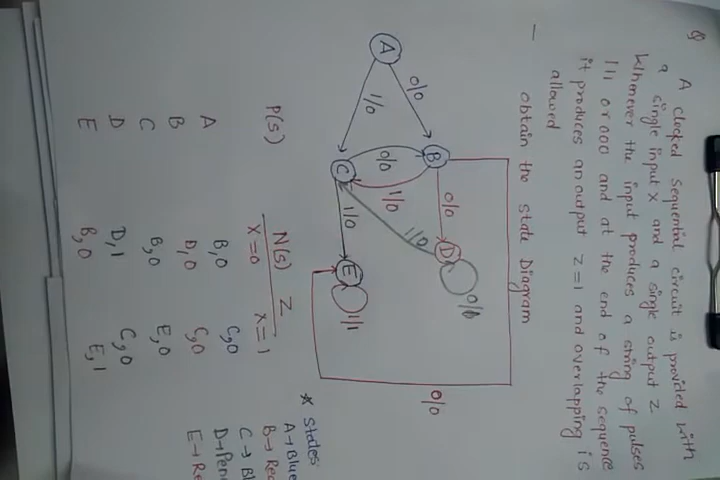 Q A clocked sequential circuit is provided with
a single input X and a single output Z
Whenever the input produces a string of pulses
111 or 000 and at the end of the sequence
it produces an output Z=1 and overlapping is
allowed
— obtain the state Diagram
A
0/0
1/0
B
C
0/0
1/0
0/0
D
0/0
1/0
1/0
E
1/1
0/0
P(S) N(S) Z
X=0 X=1
A B,0 C,0
B D,0 C,0
C B,0 E,0
D D,1 C,0
E B,0 E,1
* States
A→Blue
B→Red
C→Bl
D→Pen
E→Re